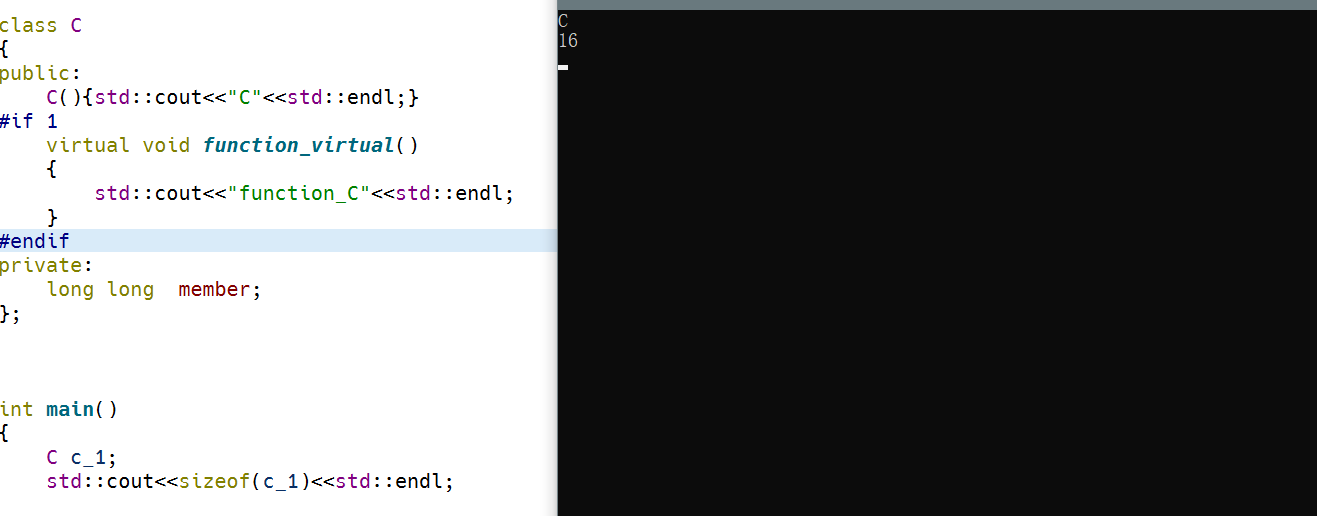 class C
{
public:
    C(){std::cout<<"C"<<std::endl;}
#if 1
    virtual void function_virtual()
    {
        std::cout<<"function_C"<<std::endl;
    }
#endif
private:
    long long  member;
};
int main()
{
    C c_1;
    std::cout<<sizeof(c_1)<<std::endl;
C
16